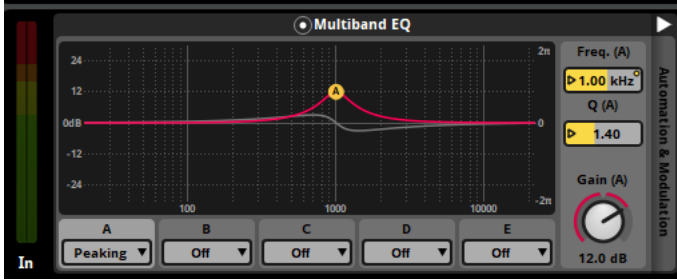 Multiband EQ
24
12
0dB
-12
-24
2π
0
-2π
100
1000
10000
A
Freq. (A)
1.00 kHz
Q (A)
1.40
Gain (A)
12.0 dB
Automation & Modulation
A B C D E
Peaking Off Off Off Off
In